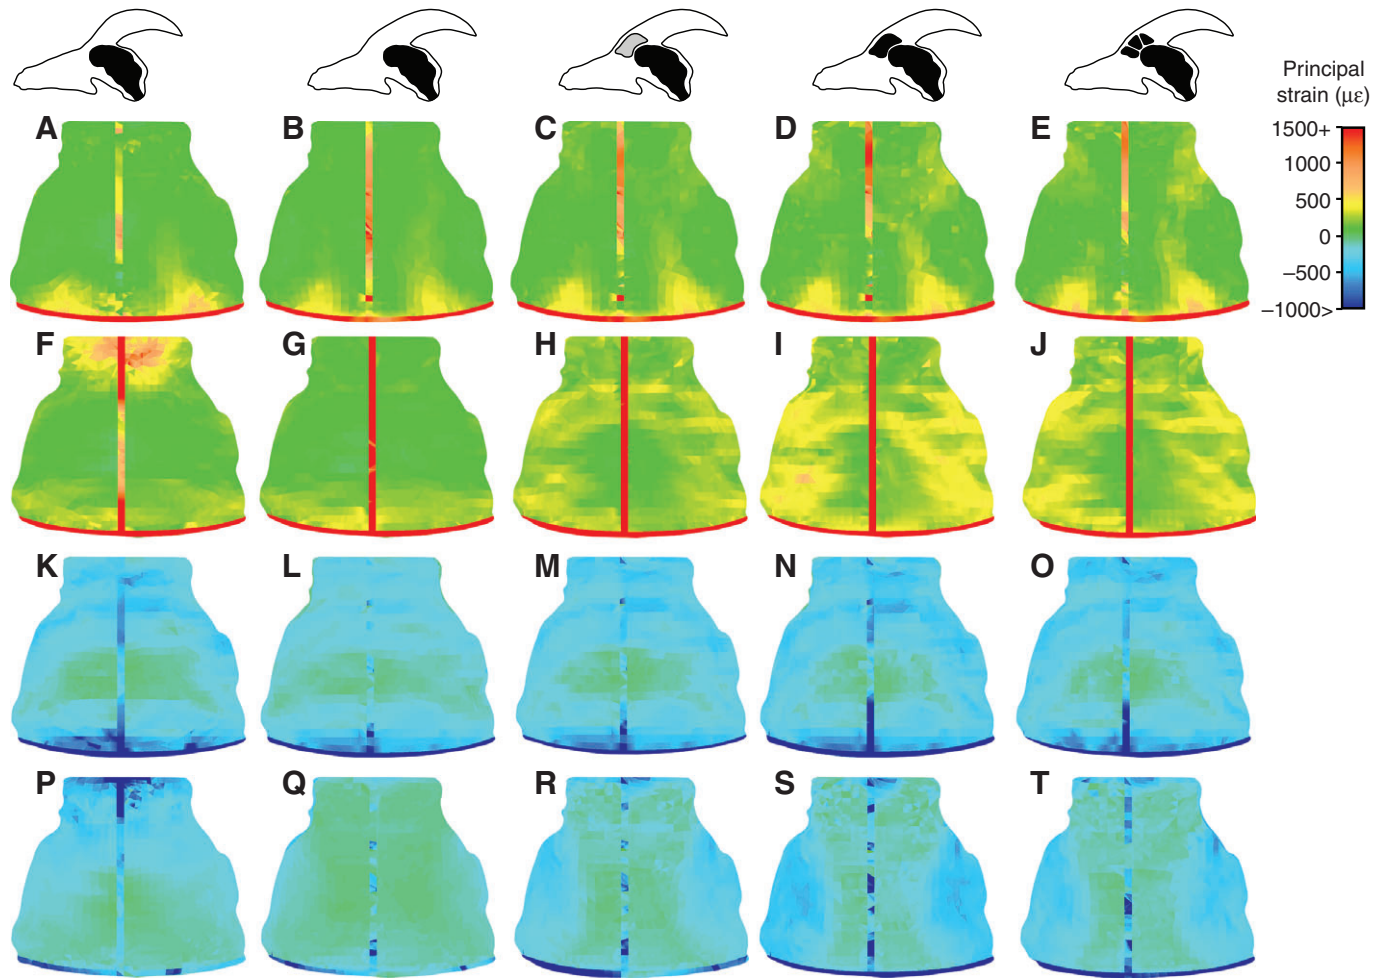 Principal
strain (με)
A
B
C
D
E
1500+
1000
500
0
–500
–1000>
F
G
H
I
J
K
L
M
N
O
P
Q
R
S
T